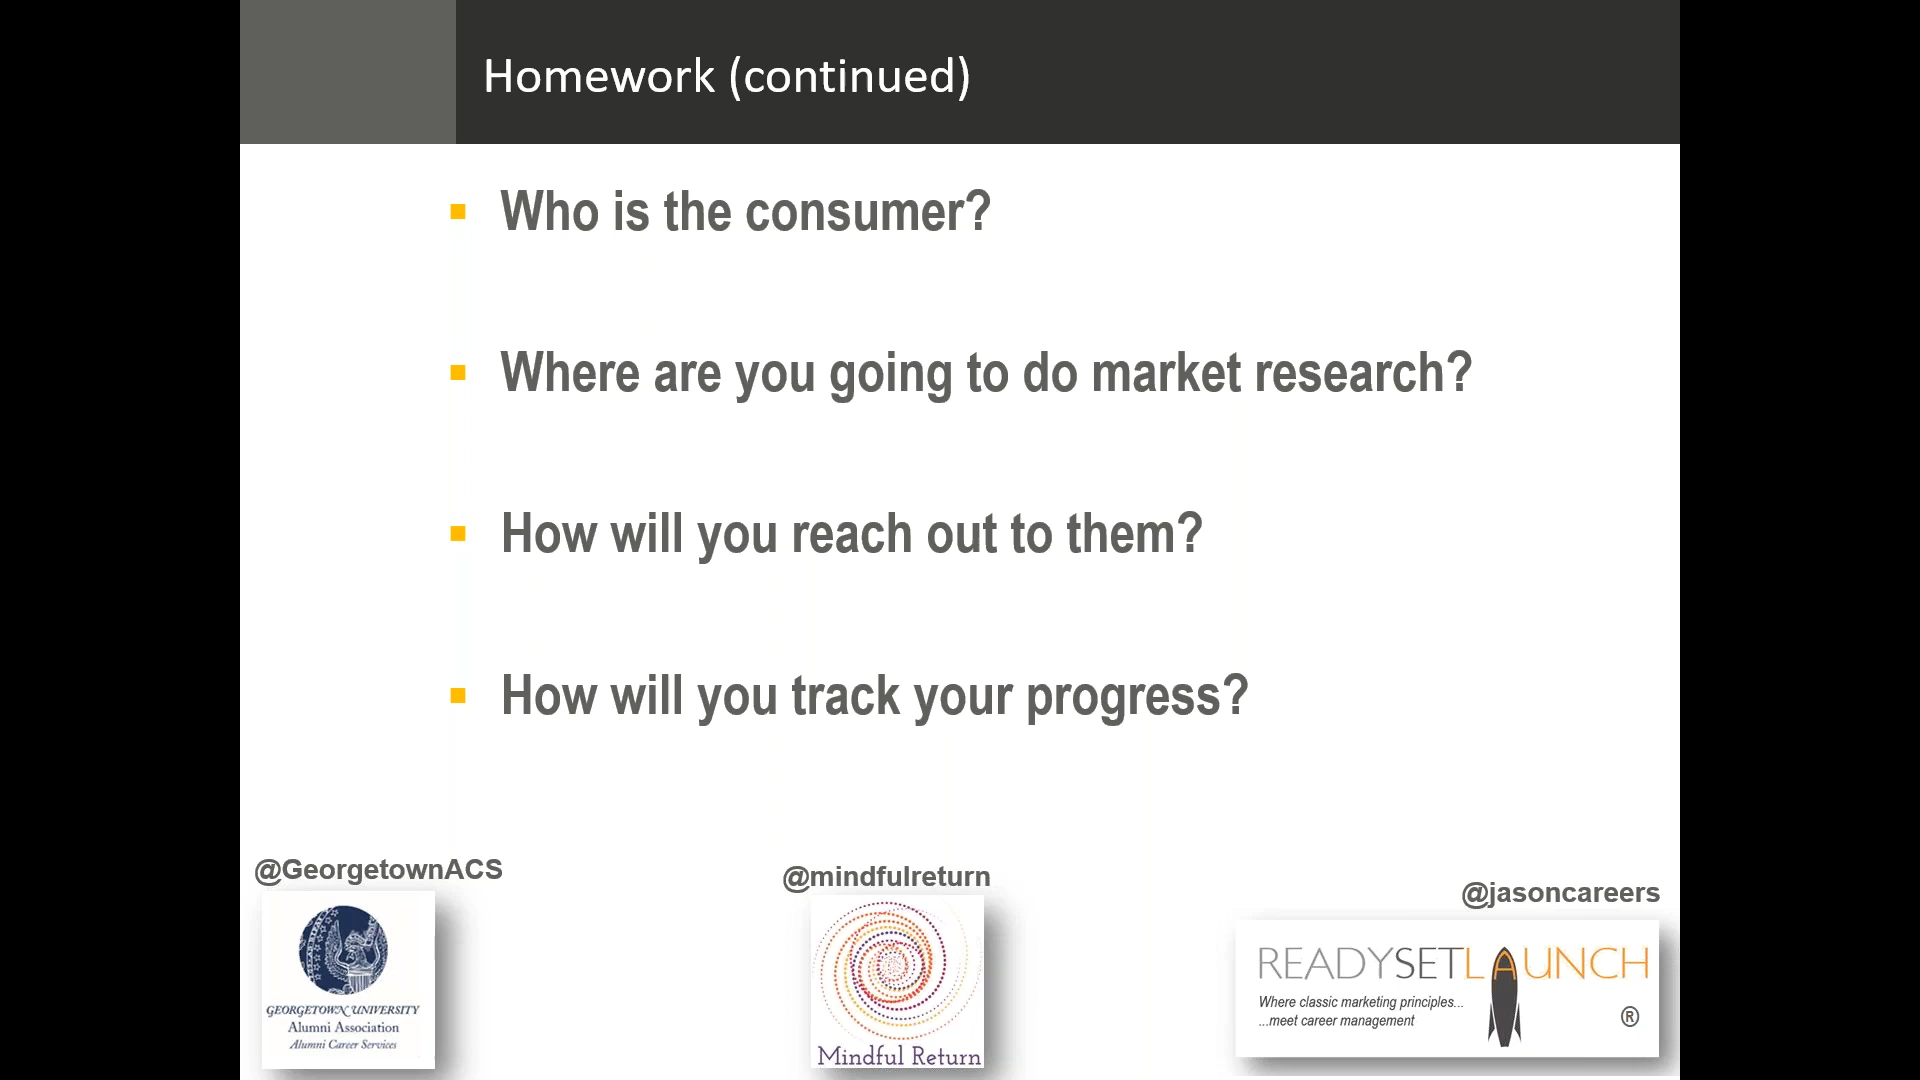 Homework (continued)
Who is the consumer?
Where are you going to do market research?
How will you reach out to them?
How will you track your progress?
@GeorgetownACS
GEORGETOWN UNIVERSITY
Alumni Association
Alumni Career Services
@mindfulreturn
Mindful Return
@jasoncareers
READYSETLAUNCH
Where classic marketing principles...
...meet career management
®